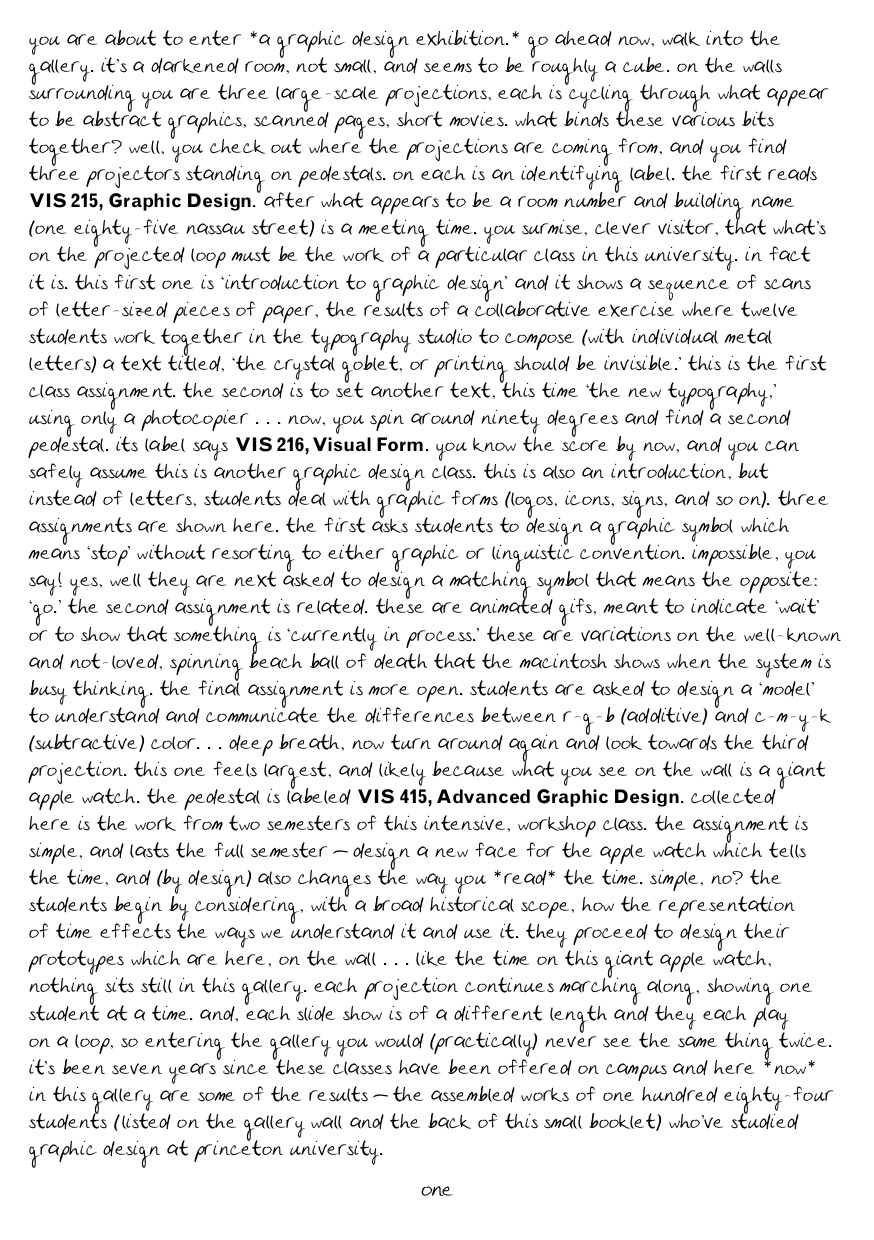 you are about to enter *a graphic design exhibition.* go ahead now, walk into the
gallery. it's a darkened room, not small, and seems to be roughly a cube. on the walls
surrounding you are three large-scale projections, each is cycling through what appear
to be abstract graphics, scanned pages, short movies. what binds these various bits
together? well, you check out where the projections are coming from, and you find
three projectors standing on pedestals. on each is an identifying label. the first reads
VIS 215, Graphic Design. after what appears to be a room number and building name
(one eighty-five nassau street) is a meeting time. you surmise, clever visitor, that what's
on the projected loop must be the work of a particular class in this university. in fact
it is. this first one is ‘introduction to graphic design’ and it shows a sequence of scans
of letter-sized pieces of paper, the results of a collaborative exercise where twelve
students work together in the typography studio to compose (with individual metal
letters) a text titled, ‘the crystal goblet, or printing should be invisible.’ this is the first
class assignment. the second is to set another text, this time ‘the new typography,’
using only a photocopier . . . now, you spin around ninety degrees and find a second
pedestal. its label says VIS 216, Visual Form. you know the score by now, and you can
safely assume this is another graphic design class. this is also an introduction, but
instead of letters, students deal with graphic forms (logos, icons, signs, and so on). three
assignments are shown here. the first asks students to design a graphic symbol which
means ‘stop’ without resorting to either graphic or linguistic convention. impossible, you
say! yes, well they are next asked to design a matching symbol that means the opposite:
‘go.’ the second assignment is related. these are animated gifs, meant to indicate ‘wait’
or to show that something is ‘currently in process.’ these are variations on the well-known
and not-loved, spinning beach ball of death that the macintosh shows when the system is
busy thinking. the final assignment is more open. students are asked to design a ‘model’
to understand and communicate the differences between r-g-b (additive) and c-m-y-k
(subtractive) color. . . deep breath, now turn around again and look towards the third
projection. this one feels largest, and likely because what you see on the wall is a giant
apple watch. the pedestal is labeled VIS 415, Advanced Graphic Design. collected
here is the work from two semesters of this intensive, workshop class. the assignment is
simple, and lasts the full semester — design a new face for the apple watch which tells
the time, and (by design) also changes the way you *read* the time. simple, no? the
students begin by considering, with a broad historical scope, how the representation
of time effects the ways we understand it and use it. they proceed to design their
prototypes which are here, on the wall . . . like the time on this giant apple watch,
nothing sits still in this gallery. each projection continues marching along, showing one
student at a time. and, each slide show is of a different length and they each play
on a loop, so entering the gallery you would (practically) never see the same thing twice.
it's been seven years since these classes have been offered on campus and here *now*
in this gallery are some of the results — the assembled works of one hundred eighty-four
students (listed on the gallery wall and the back of this small booklet) who've studied
graphic design at princeton university.
one